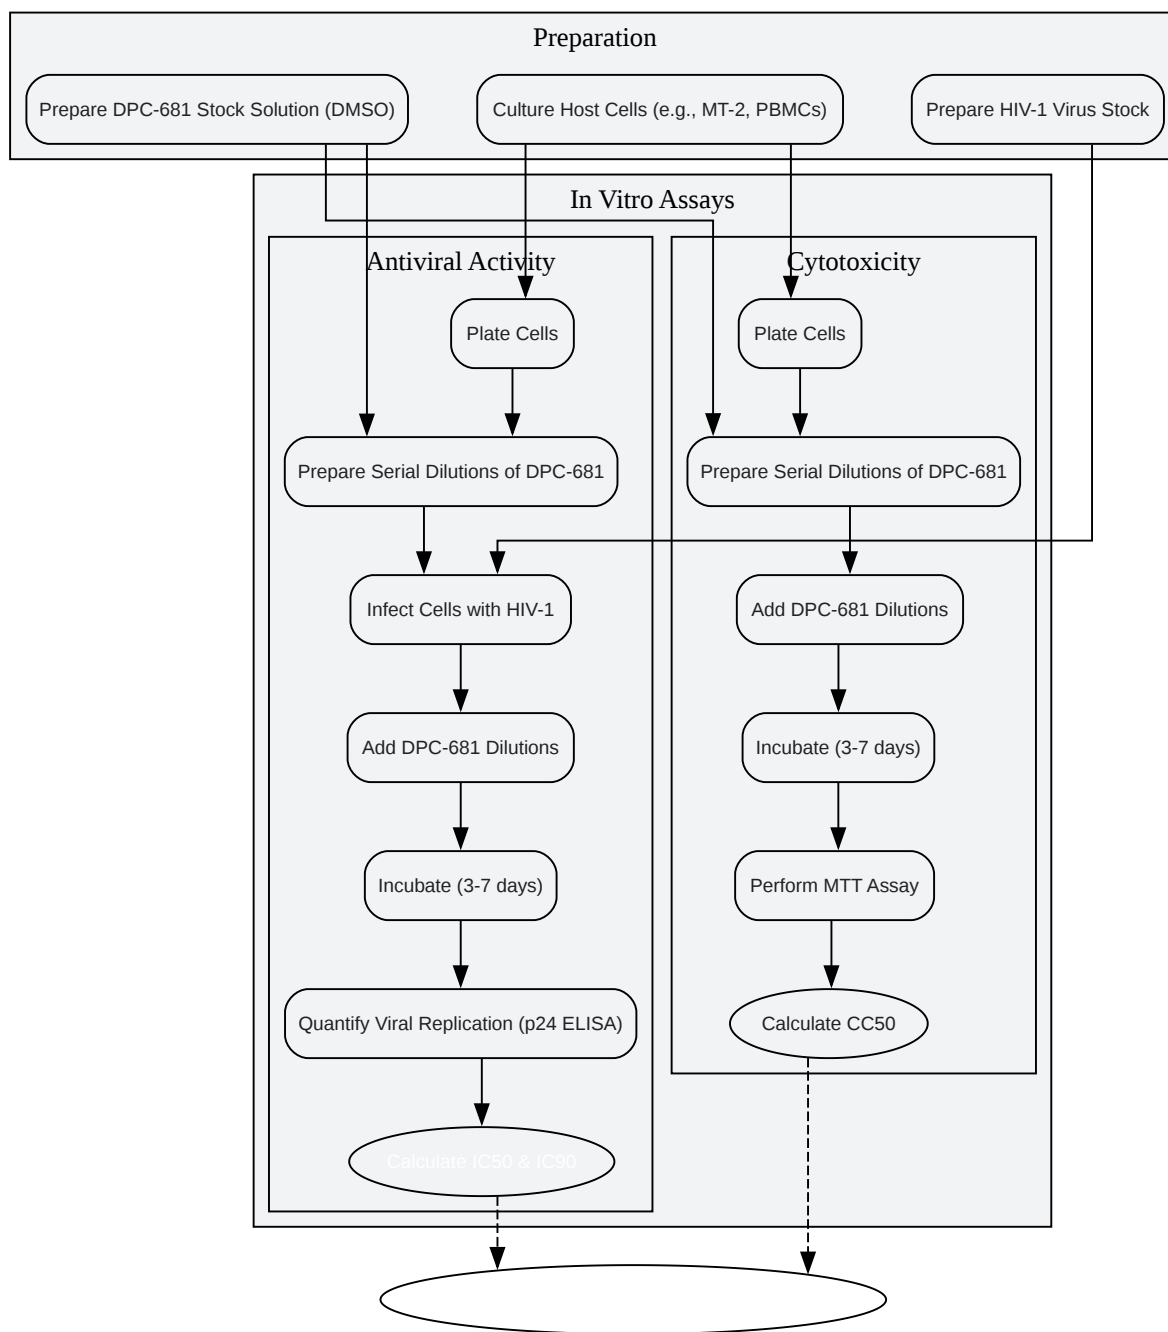 Preparation
Prepare DPC-681 Stock Solution (DMSO)
Culture Host Cells (e.g., MT-2, PBMCs)
Prepare HIV-1 Virus Stock
In Vitro Assays
Antiviral Activity
Plate Cells
Prepare Serial Dilutions of DPC-681
Infect Cells with HIV-1
Add DPC-681 Dilutions
Incubate (3-7 days)
Quantify Viral Replication (p24 ELISA)
Calculate IC50 & IC90
Cytotoxicity
Plate Cells
Prepare Serial Dilutions of DPC-681
Add DPC-681 Dilutions
Incubate (3-7 days)
Perform MTT Assay
Calculate CC50